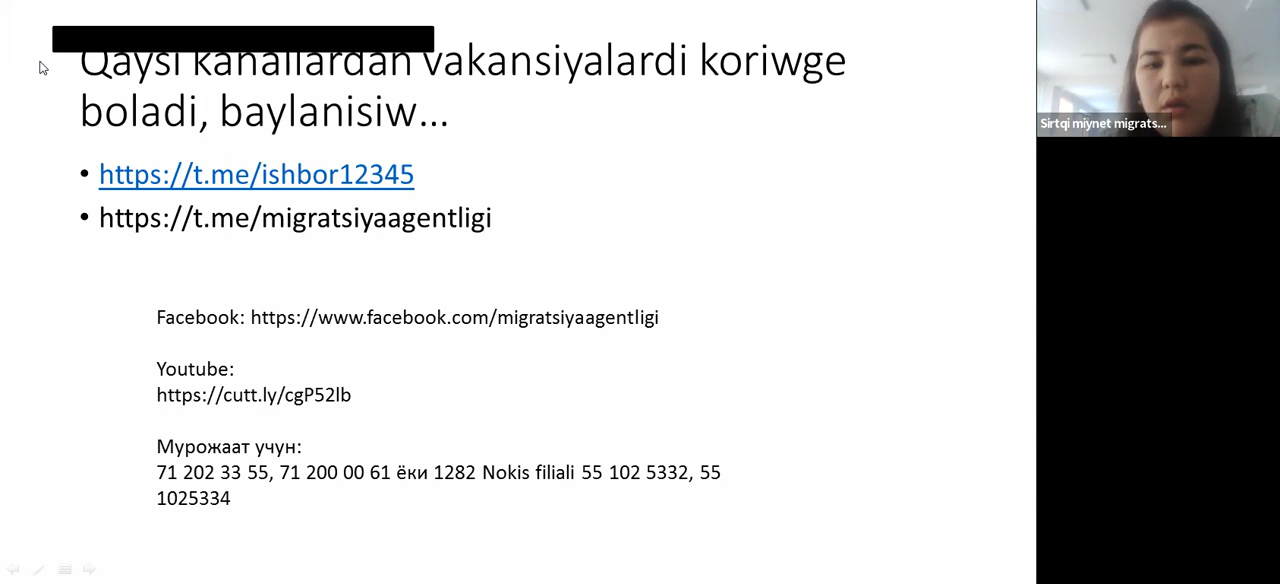 Qaysi kanallardan vakansiyalardi koriwge
boladi, baylanisiw...
Sirtqi miynet migrats...
• https://t.me/ishbor12345
• https://t.me/migratsiyaagentligi
Facebook: https://www.facebook.com/migratsiyaagentligi
Youtube:
https://cutt.ly/cgP52lb
Мурожаат учун:
71 202 33 55, 71 200 00 61 ёки 1282 Nokis filiali 55 102 5332, 55
1025334